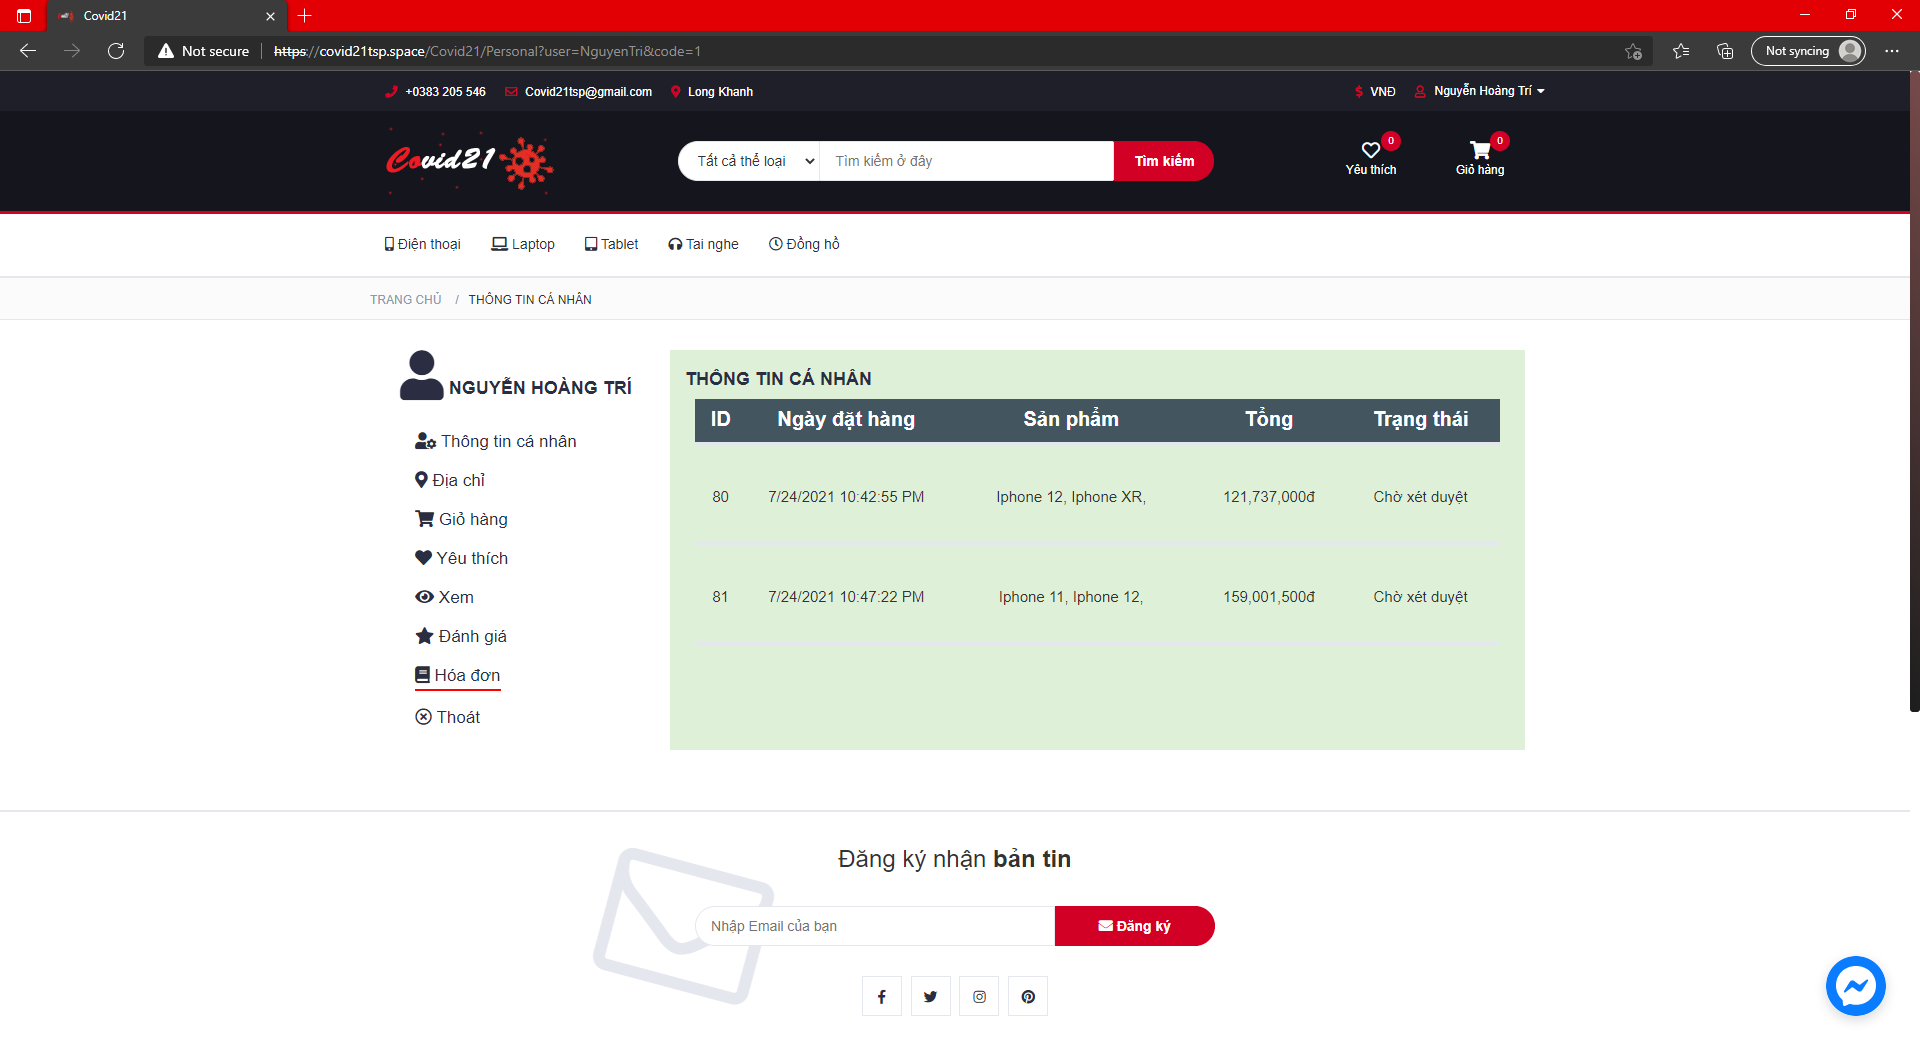 Covid21
Not secure https://covid21tsp.space/Covid21/Personal?user=NguyenTri&code=1 Not syncing
+0383 205 546 Covid21tsp@gmail.com Long Khanh VNĐ Nguyễn Hoàng Trí
Covid21 Tất cả thể loại Tìm kiếm ở đây Tìm kiếm 0 Yêu thích 0 Giỏ hàng
Điện thoại Laptop Tablet Tai nghe Đồng hồ
TRANG CHỦ / THÔNG TIN CÁ NHÂN
NGUYỄN HOÀNG TRÍ
Thông tin cá nhân
Địa chỉ
Giỏ hàng
Yêu thích
Xem
Đánh giá
Hóa đơn
Thoát
THÔNG TIN CÁ NHÂN
ID Ngày đặt hàng Sản phẩm Tổng Trạng thái
80 7/24/2021 10:42:55 PM Iphone 12, Iphone XR, 121,737,000đ Chờ xét duyệt
81 7/24/2021 10:47:22 PM Iphone 11, Iphone 12, 159,001,500đ Chờ xét duyệt
Đăng ký nhận bản tin
Nhập Email của bạn Đăng ký